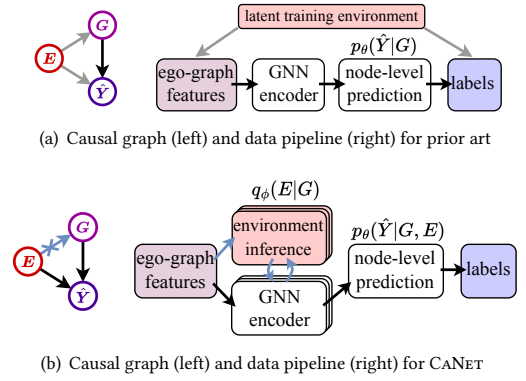 G
E
Ŷ
latent training environment
p_θ(Ŷ|G)
ego-graph
features
GNN
encoder
node-level
prediction
labels
(a) Causal graph (left) and data pipeline (right) for prior art
q_ϕ(E|G)
G
E
Ŷ
environment
inference
p_θ(Ŷ|G, E)
ego-graph
features
GNN
encoder
node-level
prediction
labels
(b) Causal graph (left) and data pipeline (right) for CANET